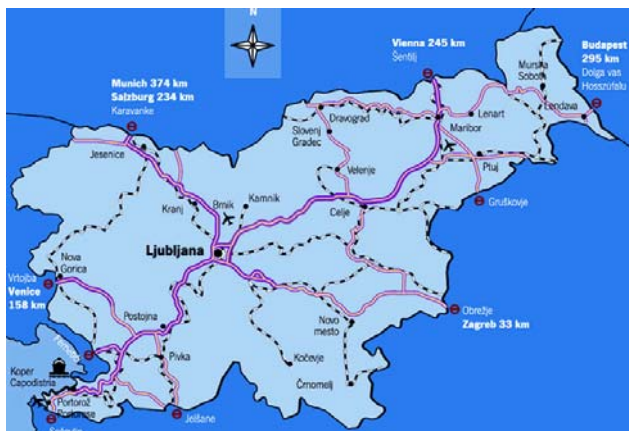 N
Vienna 245 km
Šentilj
Budapest
295 km
Dolga vas
Hosszúfalu
Munich 374 km
Salzburg 234 km
Karavanke
Murska
Sobota
Lendava
Dravograd
Lenart
Slovenj
Gradec
Maribor
Jesenice
Ptuj
Velenje
Kranj
Brnik
Kamnik
Gruškovje
Celje
Ljubljana
Nova
Gorica
Vrtojba
Venice
158 km
Postojna
Obrežje
Zagreb 33 km
Novo
mesto
Pivka
Kočevje
Koper
Capodistria
Črnomelj
Portorož
Portorose
Jelšane